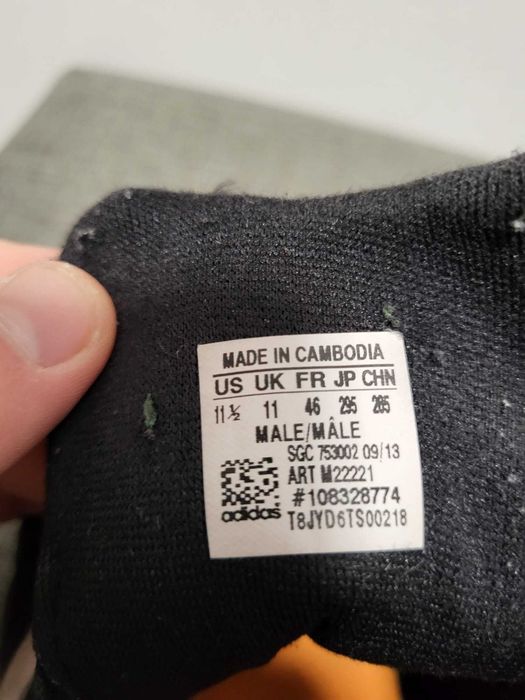 MADE IN CAMBODIA
US UK FR JP CHN
11½ 11 46 295 285
MALE/MÂLE
SGC 753002 09/13
ART M22221
#108328774
adidas T8JYD6TS00218